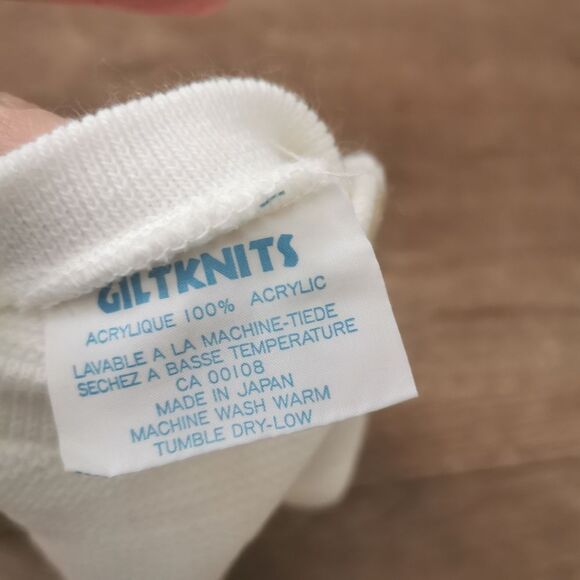 GILTKNITS
ACRYLIQUE 100% ACRYLIC
LAVABLE A LA MACHINE-TIEDE
SECHEZ A BASSE TEMPERATURE
CA 00108
MADE IN JAPAN
MACHINE WASH WARM
TUMBLE DRY-LOW